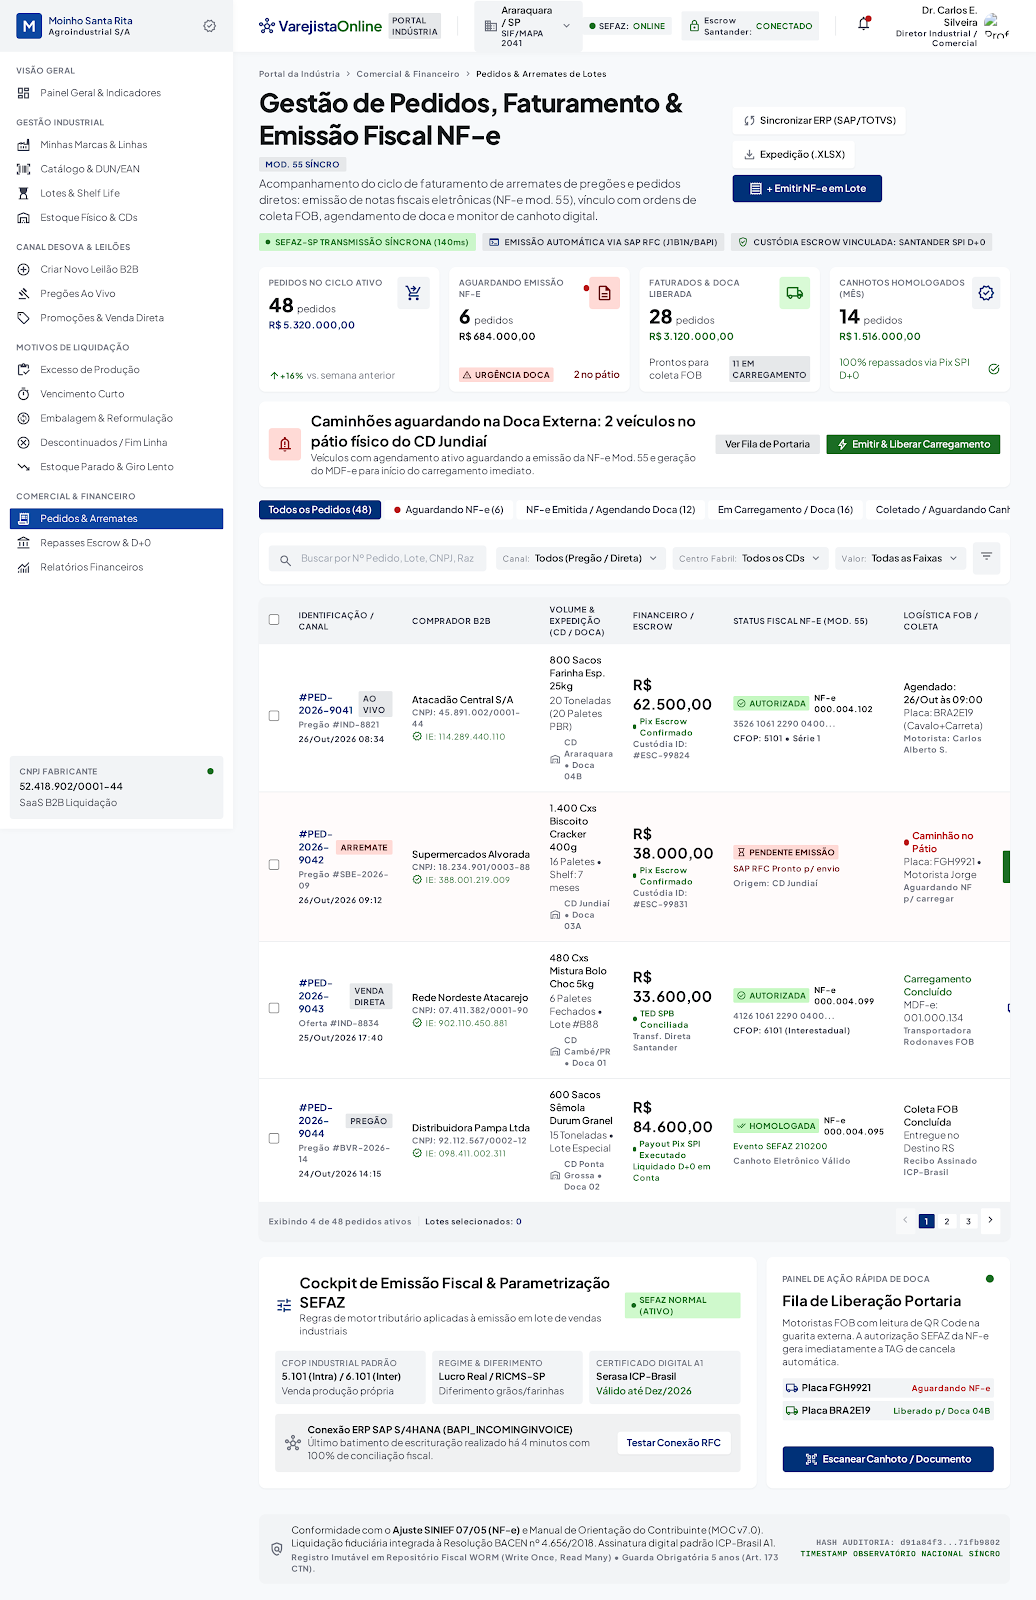 M
Moinho Santa Rita
Agroindustrial S/A
VISÃO GERAL
Painel Geral & Indicadores
GESTÃO INDUSTRIAL
Minhas Marcas & Linhas
Catálogo & DUN/EAN
Lotes & Shelf Life
Estoque Físico & CDs
CANAL DESOVA & LEILÕES
Criar Novo Leilão B2B
Pregões Ao Vivo
Promoções & Venda Direta
MOTIVOS DE LIQUIDAÇÃO
Excesso de Produção
Vencimento Curto
Embalagem & Reformulação
Descontinuados / Fim Linha
Estoque Parado & Giro Lento
COMERCIAL & FINANCEIRO
Pedidos & Arremates
Repasses Escrow & D+0
Relatórios Financeiros
CNPJ FABRICANTE
52.418.902/0001-44
SaaS B2B Liquidação
VarejistaOnline
PORTAL
INDÚSTRIA
Araraquara
/ SP
SIF/MAPA
2041
SEFAZ: ONLINE
Escrow
Santander:
CONECTADO
Dr. Carlos E.
Silveira
Diretor Industrial /
Comercial
Portal da Indústria > Comercial & Financeiro > Pedidos & Arremates de Lotes
Gestão de Pedidos, Faturamento &
Emissão Fiscal NF-e
MOD. 55 SÍNCRO
Acompanhamento do ciclo de faturamento de arremates de pregões e pedidos
diretos: emissão de notas fiscais eletrônicas (NF-e mod. 55), vínculo com ordens de
coleta FOB, agendamento de doca e monitor de canhoto digital.
Sincronizar ERP (SAP/TOTVS)
Expedição (.XLSX)
+ Emitir NF-e em Lote
SEFAZ-SP TRANSMISSÃO SÍNCRONA (140ms)
EMISSÃO AUTOMÁTICA VIA SAP RFC (J1B1N/BAPI)
CUSTÓDIA ESCROW VINCULADA: SANTANDER SPI D+0
PEDIDOS NO CICLO ATIVO
48 pedidos
R$ 5.320.000,00
+16% vs. semana anterior
AGUARDANDO EMISSÃO
NF-E
6 pedidos
R$ 684.000,00
URGÊNCIA DOCA
2 no pátio
FATURADOS & DOCA
LIBERADA
28 pedidos
R$ 3.120.000,00
Prontos para
coleta FOB
11 EM
CARREGAMENTO
CANHOTOS HOMOLOGADOS
(MÊS)
14 pedidos
R$ 1.516.000,00
100% repassados via Pix SPI
D+0
Caminhões aguardando na Doca Externa: 2 veículos no
pátio físico do CD Jundiaí
Veículos com agendamento ativo aguardando a emissão da NF-e Mod. 55 e geração
do MDF-e para início do carregamento imediato.
Ver Fila de Portaria
Emitir & Liberar Carregamento
Todos os Pedidos (48)
Aguardando NF-e (6)
NF-e Emitida / Agendando Doca (12)
Em Carregamento / Doca (16)
Coletado / Aguardando Canh
Buscar por Nº Pedido, Lote, CNPJ, Raz
Canal: Todos (Pregão / Direta)
Centro Fabril: Todos os CDs
Valor: Todas as Faixas
IDENTIFICAÇÃO /
CANAL
COMPRADOR B2B
VOLUME &
EXPEDIÇÃO
(CD / DOCA)
FINANCEIRO /
ESCROW
STATUS FISCAL NF-E (MOD. 55)
LOGÍSTICA FOB /
COLETA
#PED-
2026-9041
AO
VIVO
Pregão #IND-8821
26/Out/2026 08:34
Atacadão Central S/A
CNPJ: 45.891.002/0001-
44
IE: 114.289.440.110
800 Sacos
Farinha Esp.
25kg
20 Toneladas
(20 Paletes
PBR)
CD
Araraquara
• Doca
04B
R$
62.500,00
Pix Escrow
Confirmado
Custódia ID:
#ESC-99824
AUTORIZADA
NF-e
000.004.102
3526 1061 2290 0400...
CFOP: 5101 • Série 1
Agendado:
26/Out às 09:00
Placa: BRA2E19
(Cavalo+Carreta)
Motorista: Carlos
Alberto S.
#PED-
2026-
9042
ARREMATE
Pregão #SBE-2026-
09
26/Out/2026 09:12
Supermercados Alvorada
CNPJ: 18.234.901/0003-88
IE: 388.001.219.009
1.400 Cxs
Biscoito
Cracker
400g
16 Paletes •
Shelf: 7
meses
CD Jundiaí
• Doca
03A
R$
38.000,00
Pix Escrow
Confirmado
Custódia ID:
#ESC-99831
PENDENTE EMISSÃO
SAP RFC Pronto p/ envio
Origem: CD Jundiaí
Caminhão no
Pátio
Placa: FGH9921 •
Motorista Jorge
Aguardando NF
p/ carregar
#PED-
2026-
9043
VENDA
DIRETA
Oferta #IND-8834
25/Out/2026 17:40
Rede Nordeste Atacarejo
CNPJ: 07.411.382/0001-90
IE: 902.110.450.881
480 Cxs
Mistura Bolo
Choc 5kg
6 Paletes
Fechados •
Lote #B88
CD
Cambé/PR
• Doca 01
R$
33.600,00
TED SPB
Conciliada
Transf. Direta
Santander
AUTORIZADA
NF-e
000.004.099
4126 1061 2290 0400...
CFOP: 6101 (Interestadual)
Carregamento
Concluído
MDF-e:
001.000.134
Transportadora
Rodonaves FOB
#PED-
2026-
9044
PREGÃO
Pregão #BVR-2026-
14
24/Out/2026 14:15
Distribuidora Pampa Ltda
CNPJ: 92.112.567/0002-12
IE: 098.411.002.311
600 Sacos
Sêmola
Durum Granel
15 Toneladas •
Lote Especial
CD Ponta
Grossa •
Doca 02
R$
84.600,00
Payout Pix SPI
Executado
Liquidado D+0 em
Conta
HOMOLOGADA
NF-e
000.004.095
Evento SEFAZ 210200
Canhoto Eletrônico Válido
Coleta FOB
Concluída
Entregue no
Destino RS
Recibo Assinado
ICP-Brasil
Exibindo 4 de 48 pedidos ativos
Lotes selecionados: 0
1 2 3
Cockpit de Emissão Fiscal & Parametrização
SEFAZ
Regras de motor tributário aplicadas à emissão em lote de vendas
industriais
SEFAZ NORMAL
(ATIVO)
CFOP INDUSTRIAL PADRÃO
5.101 (Intra) / 6.101 (Inter)
Venda produção própria
REGIME & DIFERIMENTO
Lucro Real / RICMS-SP
Diferimento grãos/farinhas
CERTIFICADO DIGITAL A1
Serasa ICP-Brasil
Válido até Dez/2026
Conexão ERP SAP S/4HANA (BAPI_INCOMINGINVOICE)
Último batimento de escrituração realizado há 4 minutos com
100% de conciliação fiscal.
Testar Conexão RFC
PAINEL DE AÇÃO RÁPIDA DE DOCA
Fila de Liberação Portaria
Motoristas FOB com leitura de QR Code na
guarita externa. A autorização SEFAZ da NF-e
gera imediatamente a TAG de cancela
automática.
Placa FGH9921
Aguardando NF-e
Placa BRA2E19
Liberado p/ Doca 04B
Escanear Canhoto / Documento
Conformidade com o Ajuste SINIEF 07/05 (NF-e) e Manual de Orientação do Contribuinte (MOC v7.0).
Liquidação fiduciária integrada à Resolução BACEN nº 4.656/2018. Assinatura digital padrão ICP-Brasil A1.
Registro Imutável em Repositório Fiscal WORM (Write Once, Read Many) • Guarda Obrigatória 5 anos (Art. 173
CTN).
HASH AUDITORIA: d91a84f3...71fb9802
TIMESTAMP OBSERVATÓRIO NACIONAL SÍNCRO